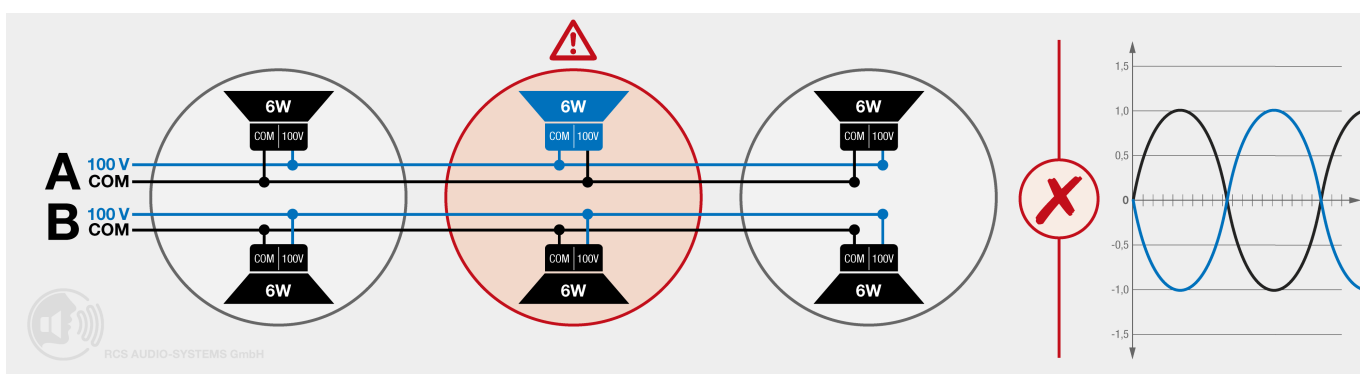 6W
COM 100V
6W
COM 100V
6W
COM 100V
A 100 V
COM
B 100 V
COM
COM 100V
6W
COM 100V
6W
COM 100V
6W
RCS AUDIO-SYSTEMS GmbH
1,5
1,0
0,5
0
-0,5
-1,0
-1,5